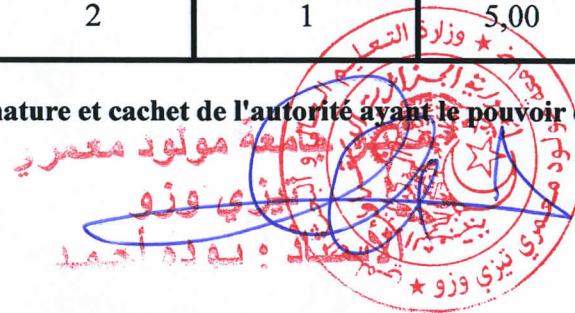 2 1 5,00
nature et cachet de l'autorité ayant le pouvoir
جامعة مولود معمري
تيزي وزو
الأستاذ : بوده أحمد
★ وزارة التعليم
مولود معمري تيزي وزو ★